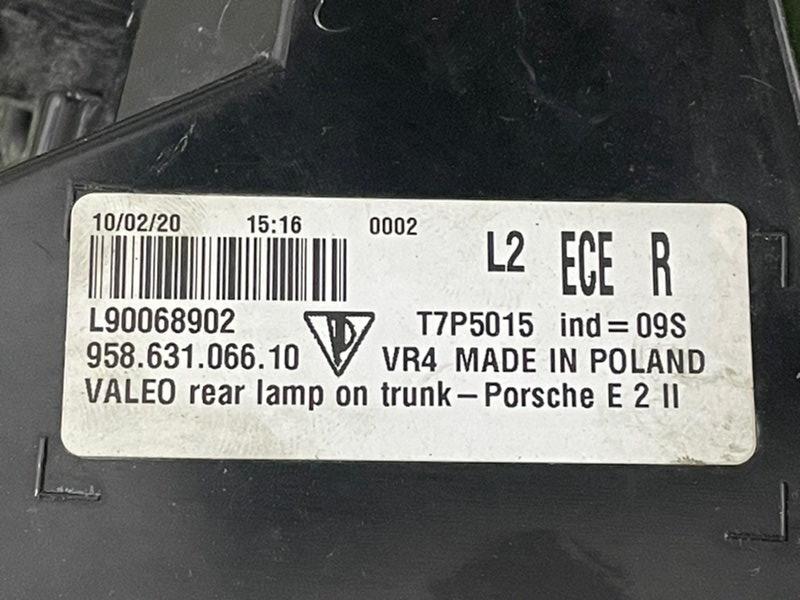 10/02/20 15:16 0002
L2 ECE R
L90068902 T7P5015 ind=09S
958.631.066.10 VR4 MADE IN POLAND
VALEO rear lamp on trunk-Porsche E 2 II